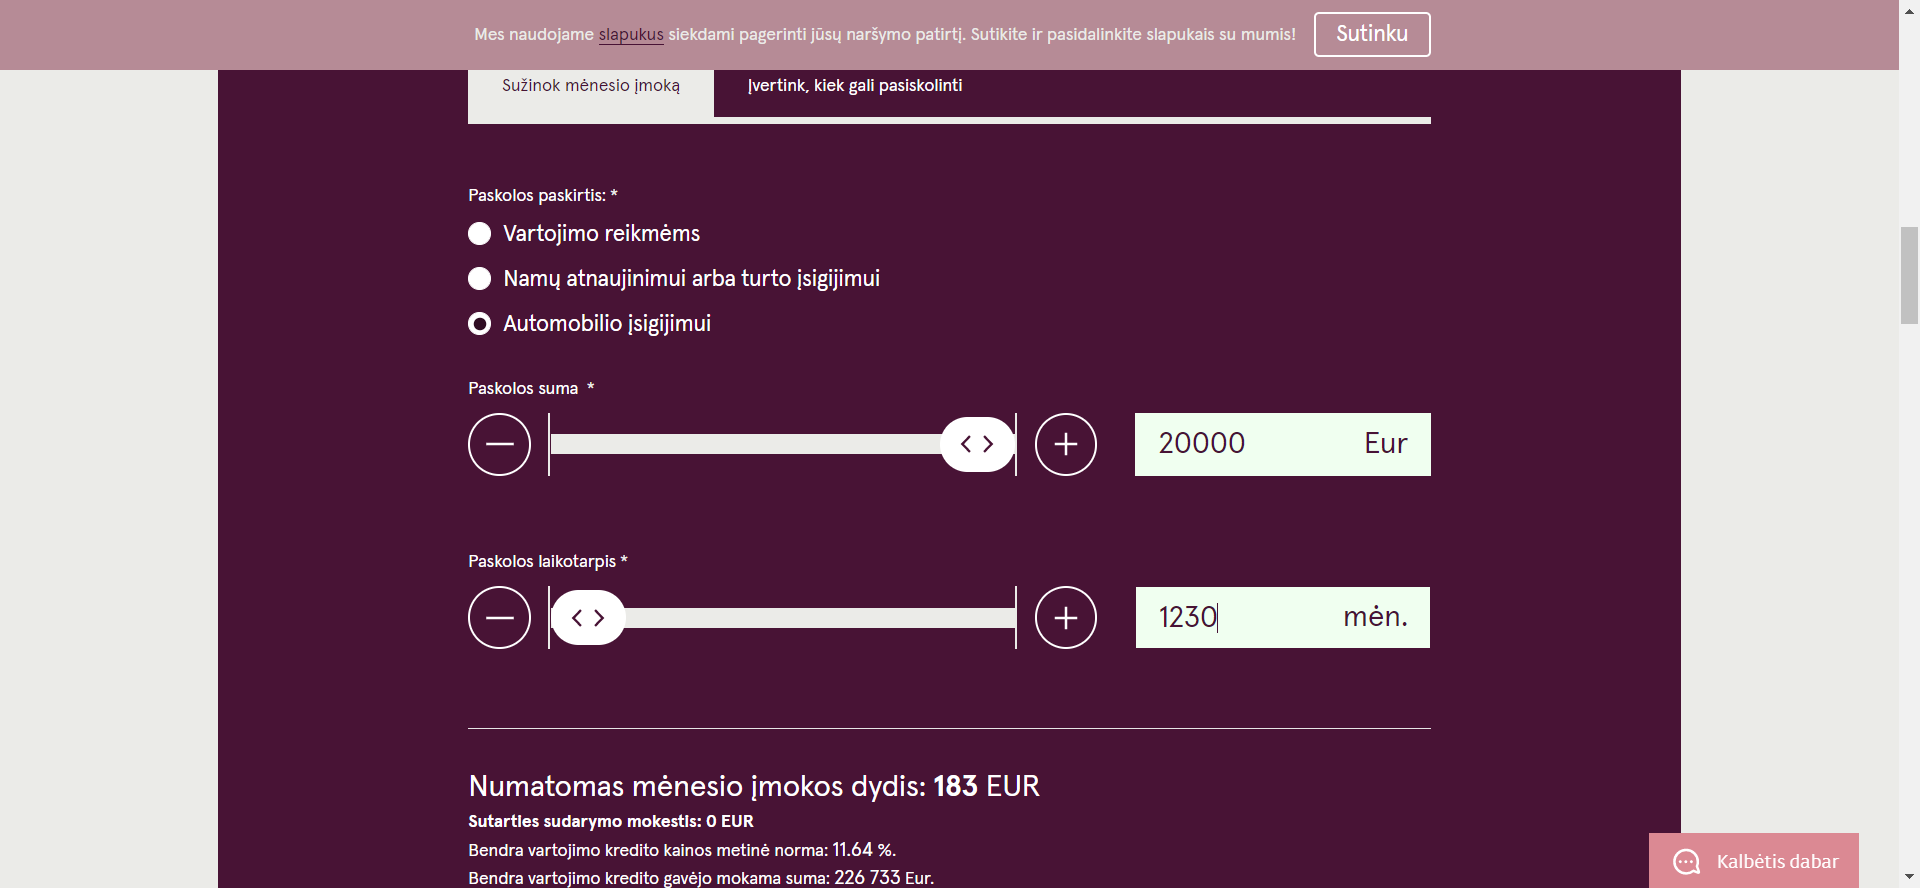 Mes naudojame slapukus siekdami pagerinti jūsų naršymo patirtį. Sutikite ir pasidalinkite slapukais su mumis!
Sutinku
Sužinok mėnesio įmoką
Įvertink, kiek gali pasiskolinti
Paskolos paskirtis: *
Vartojimo reikmėms
Namų atnaujinimui arba turto įsigijimui
Automobilio įsigijimui
Paskolos suma *
20000 Eur
Paskolos laikotarpis *
1230 mėn.
Numatomas mėnesio įmokos dydis: 183 EUR
Sutarties sudarymo mokestis: 0 EUR
Bendra vartojimo kredito kainos metinė norma: 11.64 %.
Bendra vartojimo kredito gavėjo mokama suma: 226 733 Eur.
Kalbėtis dabar